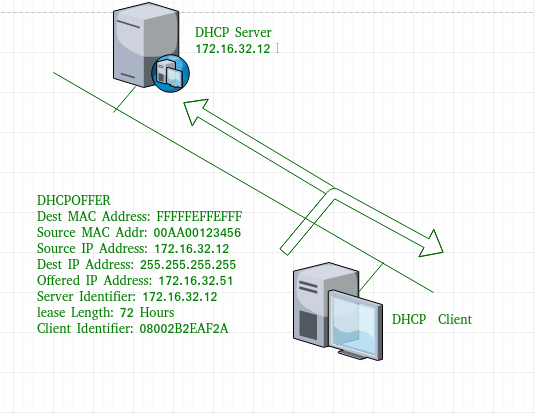 DHCP Server
172.16.32.12
DHCPOFFER
Dest MAC Address: FFFFFEFFEFFF
Source MAC Addr: 00AA00123456
Source IP Address: 172.16.32.12
Dest IP Address: 255.255.255.255
Offered IP Address: 172.16.32.51
Server Identifier: 172.16.32.12
lease Length: 72 Hours
Client Identifier: 08002B2EAF2A
DHCP Client